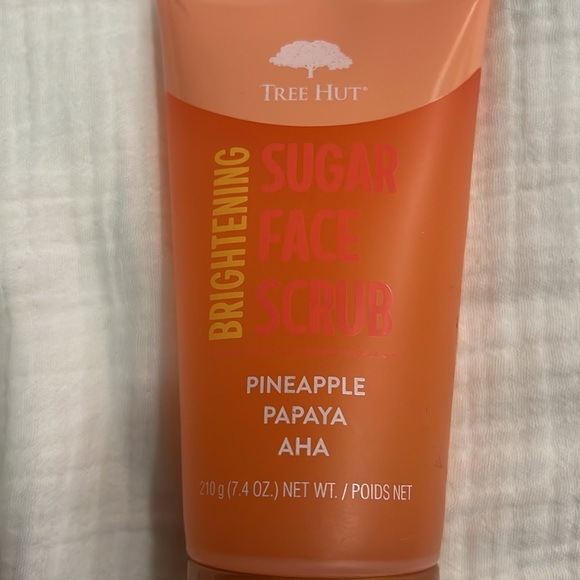 TREE HUT®
BRIGHTENING
SUGAR
FACE
SCRUB
PINEAPPLE
PAPAYA
AHA
210 g (7.4 OZ.) NET WT. / POIDS NET